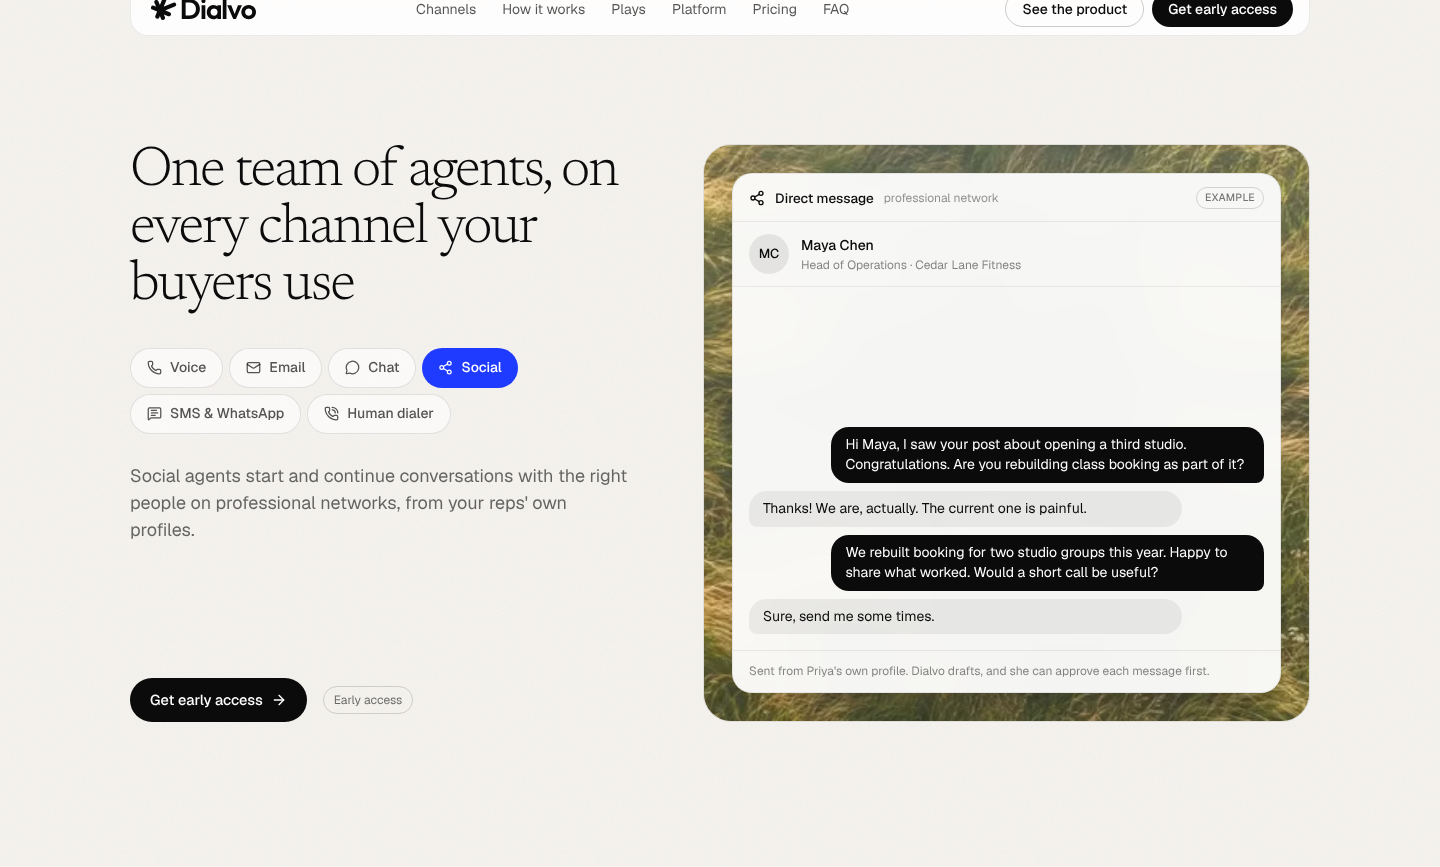 Dialvo
Channels
How it works
Plays
Platform
Pricing
FAQ
See the product
Get early access
One team of agents, on
every channel your
buyers use
Voice
Email
Chat
Social
SMS & WhatsApp
Human dialer
Social agents start and continue conversations with the right
people on professional networks, from your reps' own
profiles.
Get early access
Early access
Direct message professional network
EXAMPLE
MC
Maya Chen
Head of Operations · Cedar Lane Fitness
Hi Maya, I saw your post about opening a third studio.
Congratulations. Are you rebuilding class booking as part of it?
Thanks! We are, actually. The current one is painful.
We rebuilt booking for two studio groups this year. Happy to
share what worked. Would a short call be useful?
Sure, send me some times.
Sent from Priya's own profile. Dialvo drafts, and she can approve each message first.